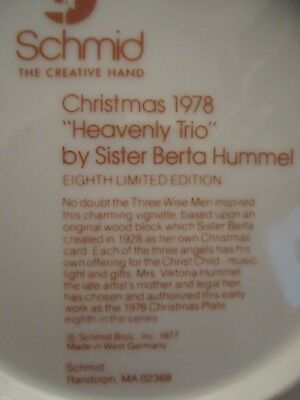 Schmid
THE CREATIVE HAND
Christmas 1978
"Heavenly Trio"
by Sister Berta Hummel
EIGHTH LIMITED EDITION
No doubt the Three Wise Men inspired
this charming vignette, based upon an
original wood block which Sister Berta
created in 1928 as her own Christmas
card. Each of the three angels has his
own offering for the Christ Child - music,
light and gifts. Mrs. Viktoria Hummel,
the late artist's mother and legal heir,
has chosen and authorized this early
work as the 1978 Christmas Plate,
eighth in the series.
© Schmid Bros., Inc. 1977
Made in West Germany
Schmid
Randolph, MA 02368